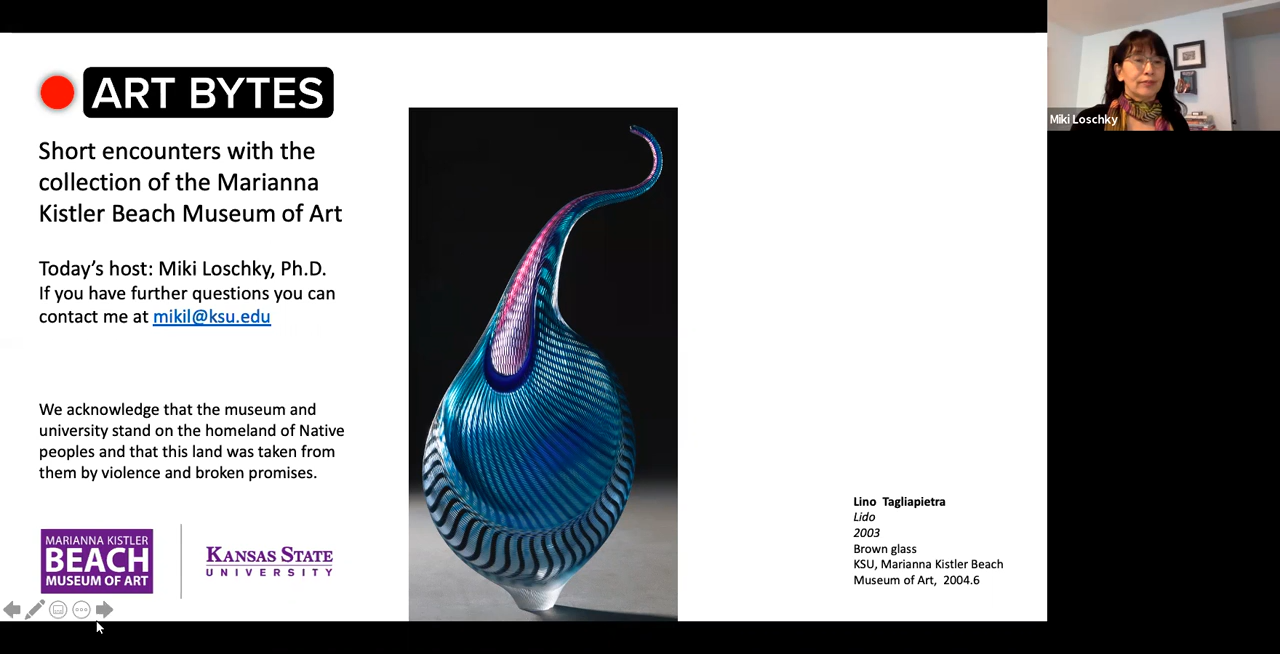 ART BYTES
Short encounters with the
collection of the Marianna
Kistler Beach Museum of Art
Today's host: Miki Loschky, Ph.D.
If you have further questions you can
contact me at mikil@ksu.edu
We acknowledge that the museum and
university stand on the homeland of Native
peoples and that this land was taken from
them by violence and broken promises.
MARIANNA KISTLER
BEACH
MUSEUM OF ART
KANSAS STATE
UNIVERSITY
Lino  Tagliapietra
Lido
2003
Brown glass
KSU, Marianna Kistler Beach
Museum of Art,  2004.6
Miki Loschky